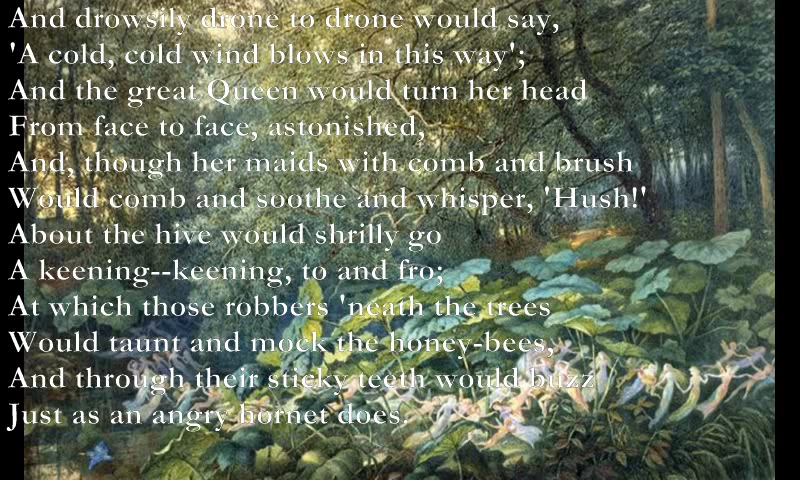 And drowsily drone to drone would say,
'A cold, cold wind blows in this way';
And the great Queen would turn her head
From face to face, astonished,
And, though her maids with comb and brush
Would comb and soothe and whisper, 'Hush!'
About the hive would shrilly go
A keening--keening, to and fro;
At which those robbers 'neath the trees
Would taunt and mock the honey-bees,
And through their sticky teeth would buzz
Just as an angry hornet does.